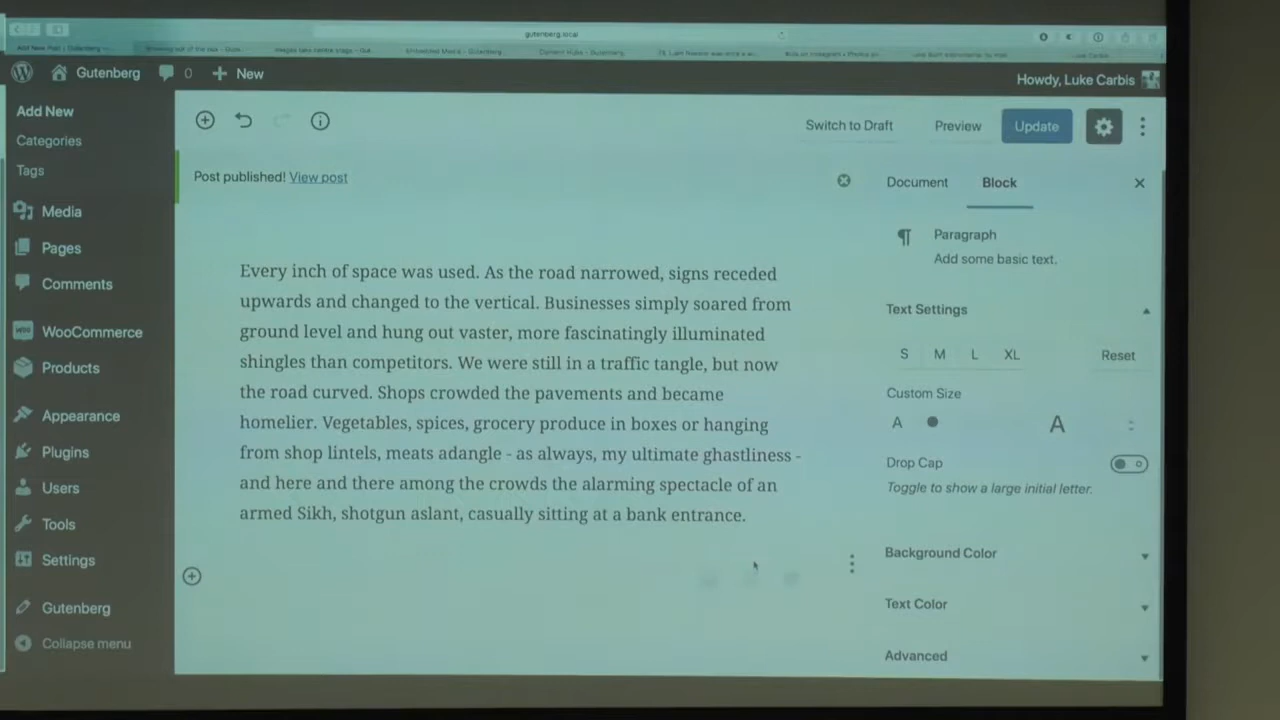 gutenberg.local
Gutenberg
0
New
Howdy, Luke Carbis
Add New
Categories
Tags
Media
Pages
Comments
WooCommerce
Products
Appearance
Plugins
Users
Tools
Settings
Gutenberg
Collapse menu
Switch to Draft
Preview
Update
Post published! View post
Every inch of space was used. As the road narrowed, signs receded
upwards and changed to the vertical. Businesses simply soared from
ground level and hung out vaster, more fascinatingly illuminated
shingles than competitors. We were still in a traffic tangle, but now
the road curved. Shops crowded the pavements and became
homelier. Vegetables, spices, grocery produce in boxes or hanging
from shop lintels, meats adangle - as always, my ultimate ghastliness -
and here and there among the crowds the alarming spectacle of an
armed Sikh, shotgun aslant, casually sitting at a bank entrance.
Document
Block
Paragraph
Add some basic text.
Text Settings
S M L XL
Reset
Custom Size
A
A
Drop Cap
Toggle to show a large initial letter.
Background Color
Text Color
Advanced